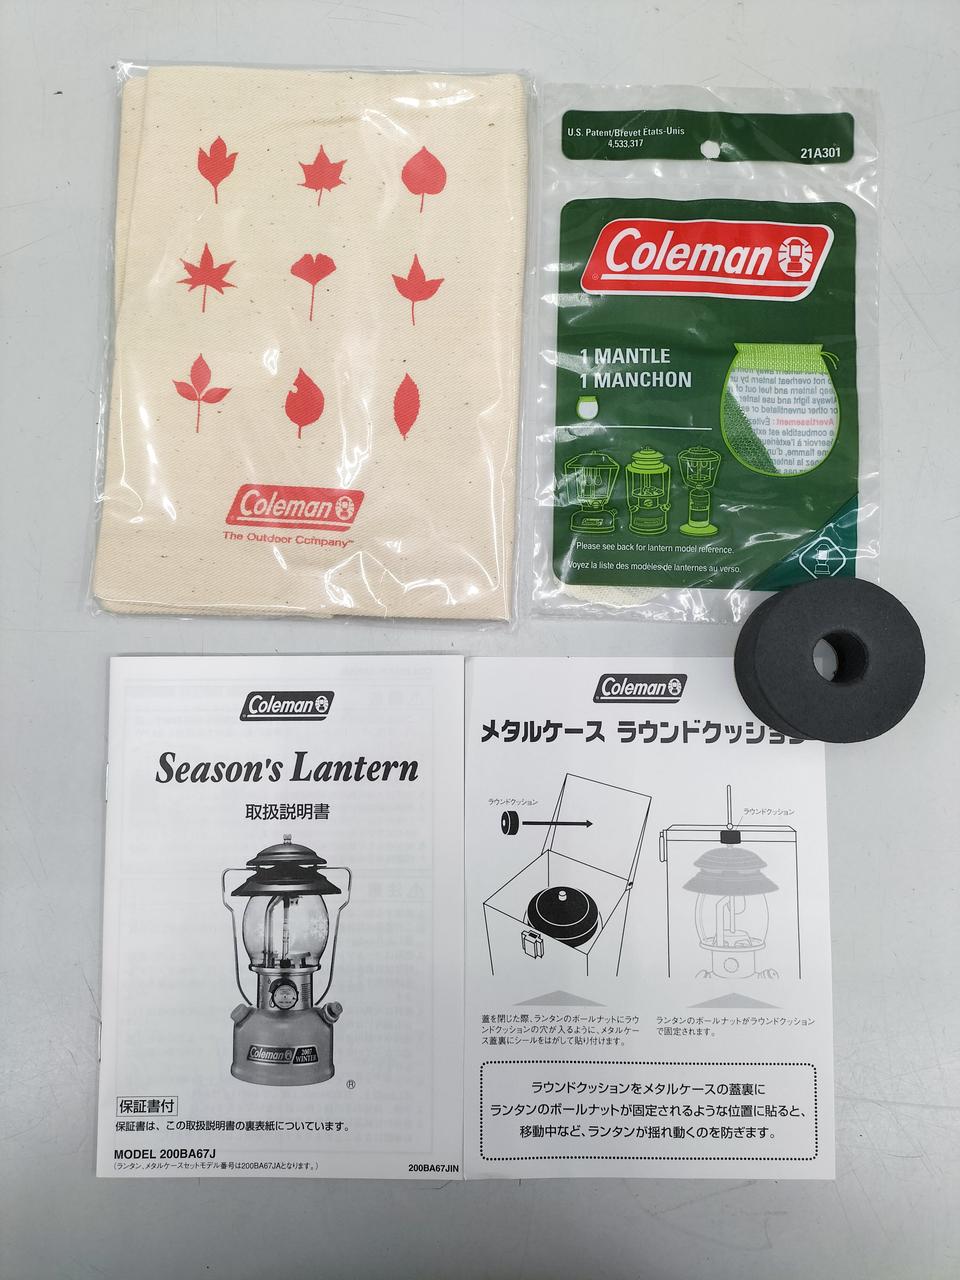 Coleman
The Outdoor Company™
U.S. Patent/Brevet États-Unis
4,533,317
21A301
Coleman
1 MANTLE
1 MANCHON
Please see back for lantern model reference.
Voyez la liste des modèles de lanternes au verso.
Coleman
Season's Lantern
取扱説明書
Coleman
2007
WINTER
®
保証書付
保証書は、この取扱説明書の裏表紙についています。
MODEL 200BA67J
(ランタン、メタルケースセットモデル番号は200BA67JAとなります。)
200BA67JIN
Coleman
メタルケース ラウンドクッション
ラウンドクッション
ラウンドクッション
蓋を閉じた際、ランタンのボールナットにラウ
ンドクッションの穴が入るように、メタルケー
ス蓋裏にシールをはがして貼り付けます。
ランタンのボールナットがラウンドクッション
で固定されます。
ラウンドクッションをメタルケースの蓋裏に
ランタンのボールナットが固定されるような位置に貼ると、
移動中など、ランタンが揺れ動くのを防ぎます。